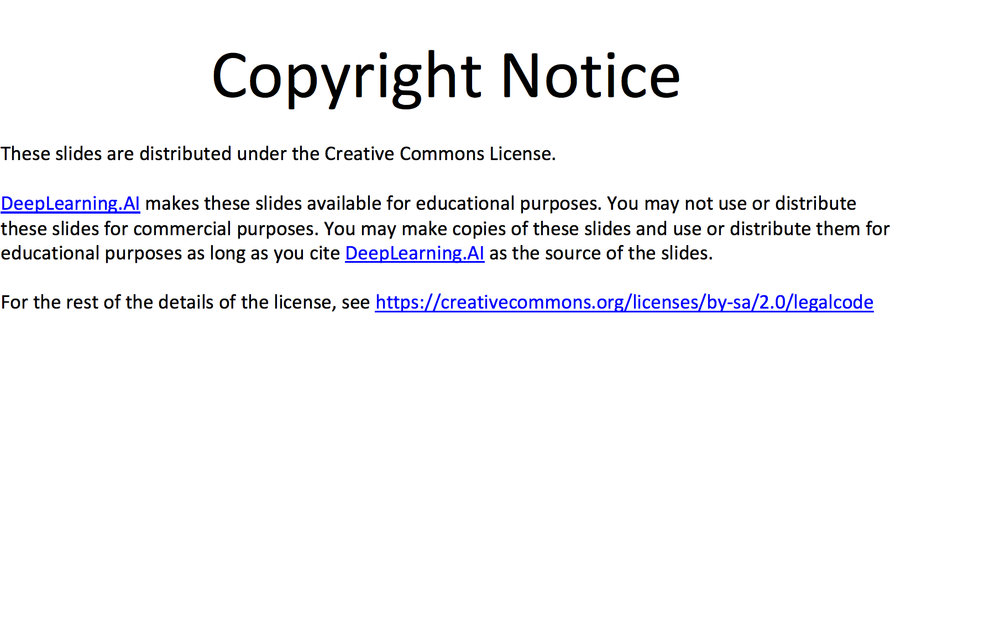 Copyright Notice
These slides are distributed under the Creative Commons License.
DeepLearning.AI makes these slides available for educational purposes. You may not use or distribute
these slides for commercial purposes. You may make copies of these slides and use or distribute them for
educational purposes as long as you cite DeepLearning.AI as the source of the slides.
For the rest of the details of the license, see https://creativecommons.org/licenses/by-sa/2.0/legalcode